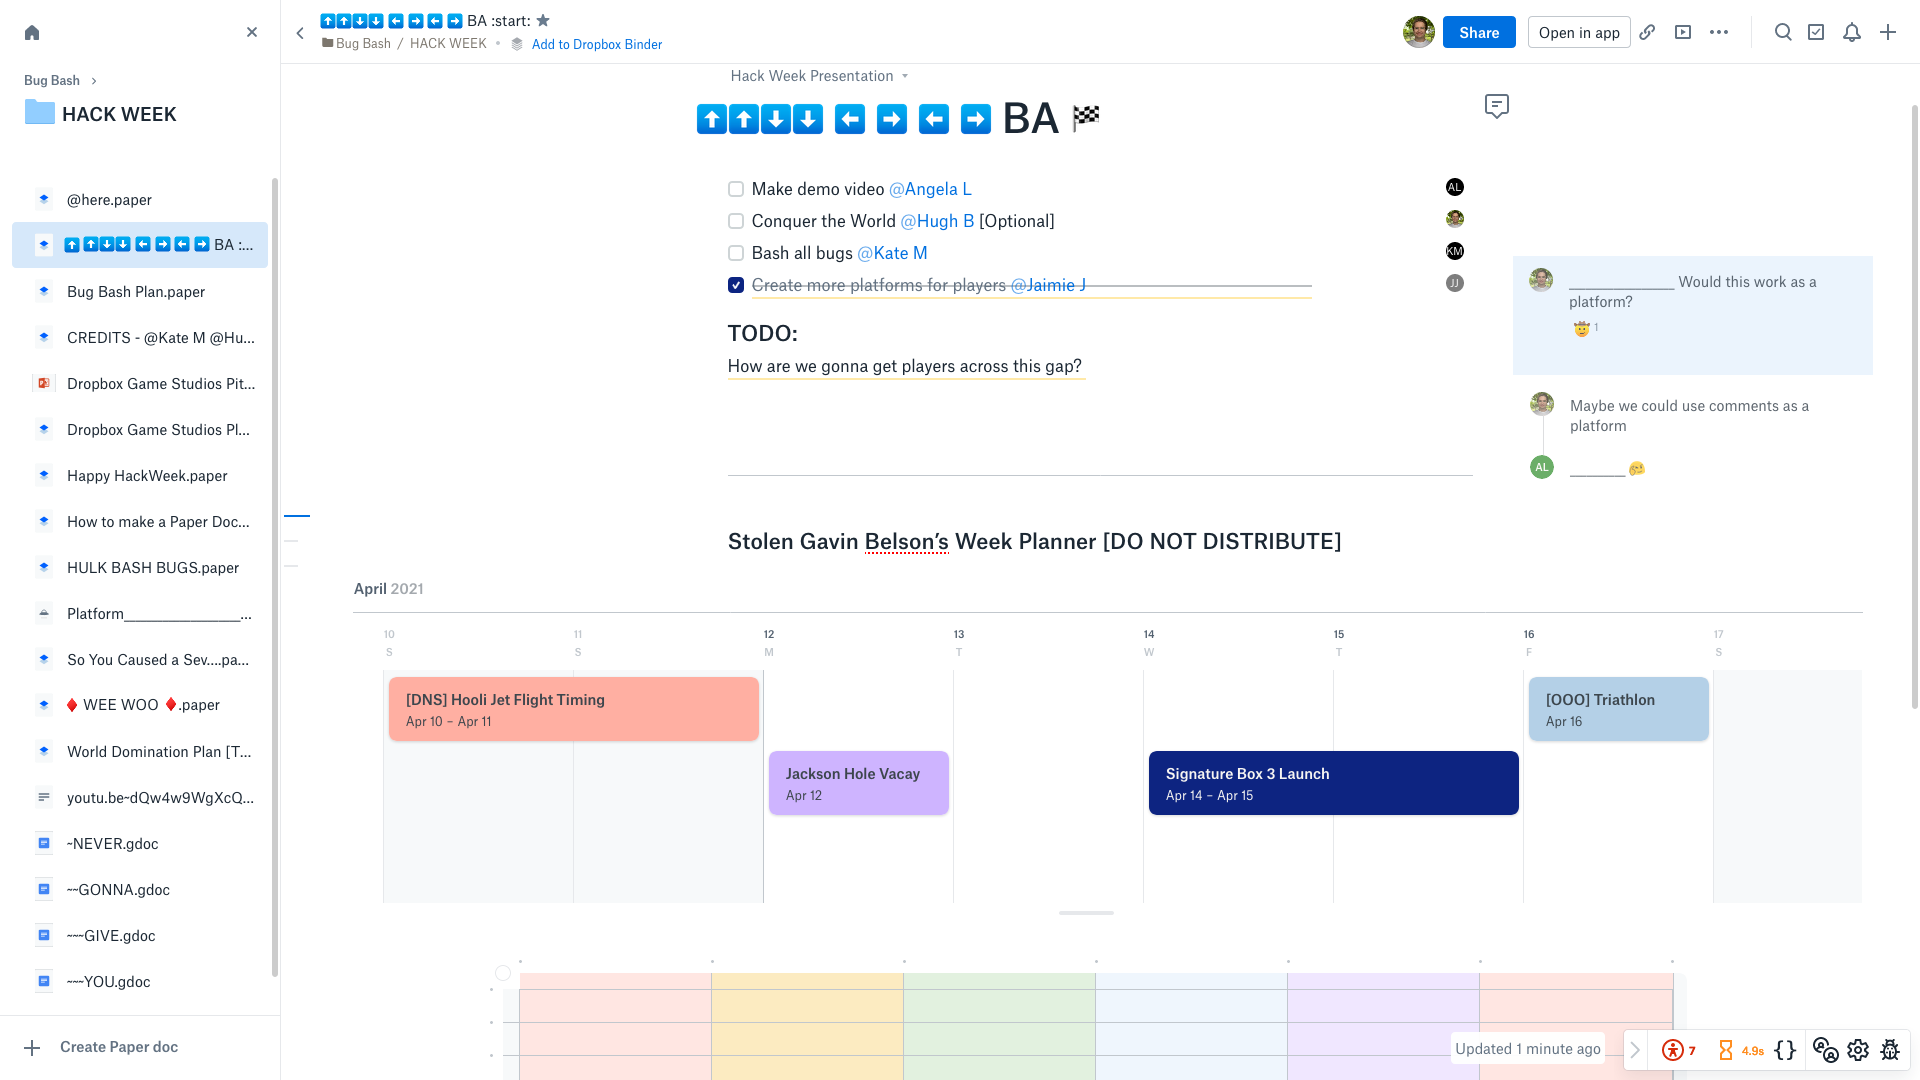 Bug Bash
HACK WEEK
@here.paper
⬆️⬆️⬇️⬇️⬅️➡️⬅️➡️ BA :...
Bug Bash Plan.paper
CREDITS - @Kate M @Hu...
Dropbox Game Studios Pit...
Dropbox Game Studios Pl...
Happy HackWeek.paper
How to make a Paper Doc...
HULK BASH BUGS.paper
Platform_______________...
So You Caused a Sev....pa...
♦️ WEE WOO ♦️.paper
World Domination Plan [T...
youtu.be~dQw4w9WgXcQ...
~NEVER.gdoc
~~GONNA.gdoc
~~~GIVE.gdoc
~~~YOU.gdoc
Create Paper doc
⬆️⬆️⬇️⬇️⬅️➡️⬅️➡️ BA :start: ★
Bug Bash / HACK WEEK • Add to Dropbox Binder
Share
Open in app
Hack Week Presentation
⬆️⬆️⬇️⬇️ ⬅️ ➡️ ⬅️ ➡️ BA 🏁
Make demo video @Angela L
AL
Conquer the World @Hugh B [Optional]
Bash all bugs @Kate M
KM
Create more platforms for players @Jaimie J
JJ
TODO:
How are we gonna get players across this gap?
_____________ Would this work as a
platform?
🤠 1
Maybe we could use comments as a
platform
AL
_______ 🤔
Stolen Gavin Belson’s Week Planner [DO NOT DISTRIBUTE]
April 2021
10 11 12 13 14 15 16 17
S S M T W T F S
[DNS] Hooli Jet Flight Timing
Apr 10 – Apr 11
[OOO] Triathlon
Apr 16
Jackson Hole Vacay
Apr 12
Signature Box 3 Launch
Apr 14 – Apr 15
Updated 1 minute ago
7
4.9s
{}